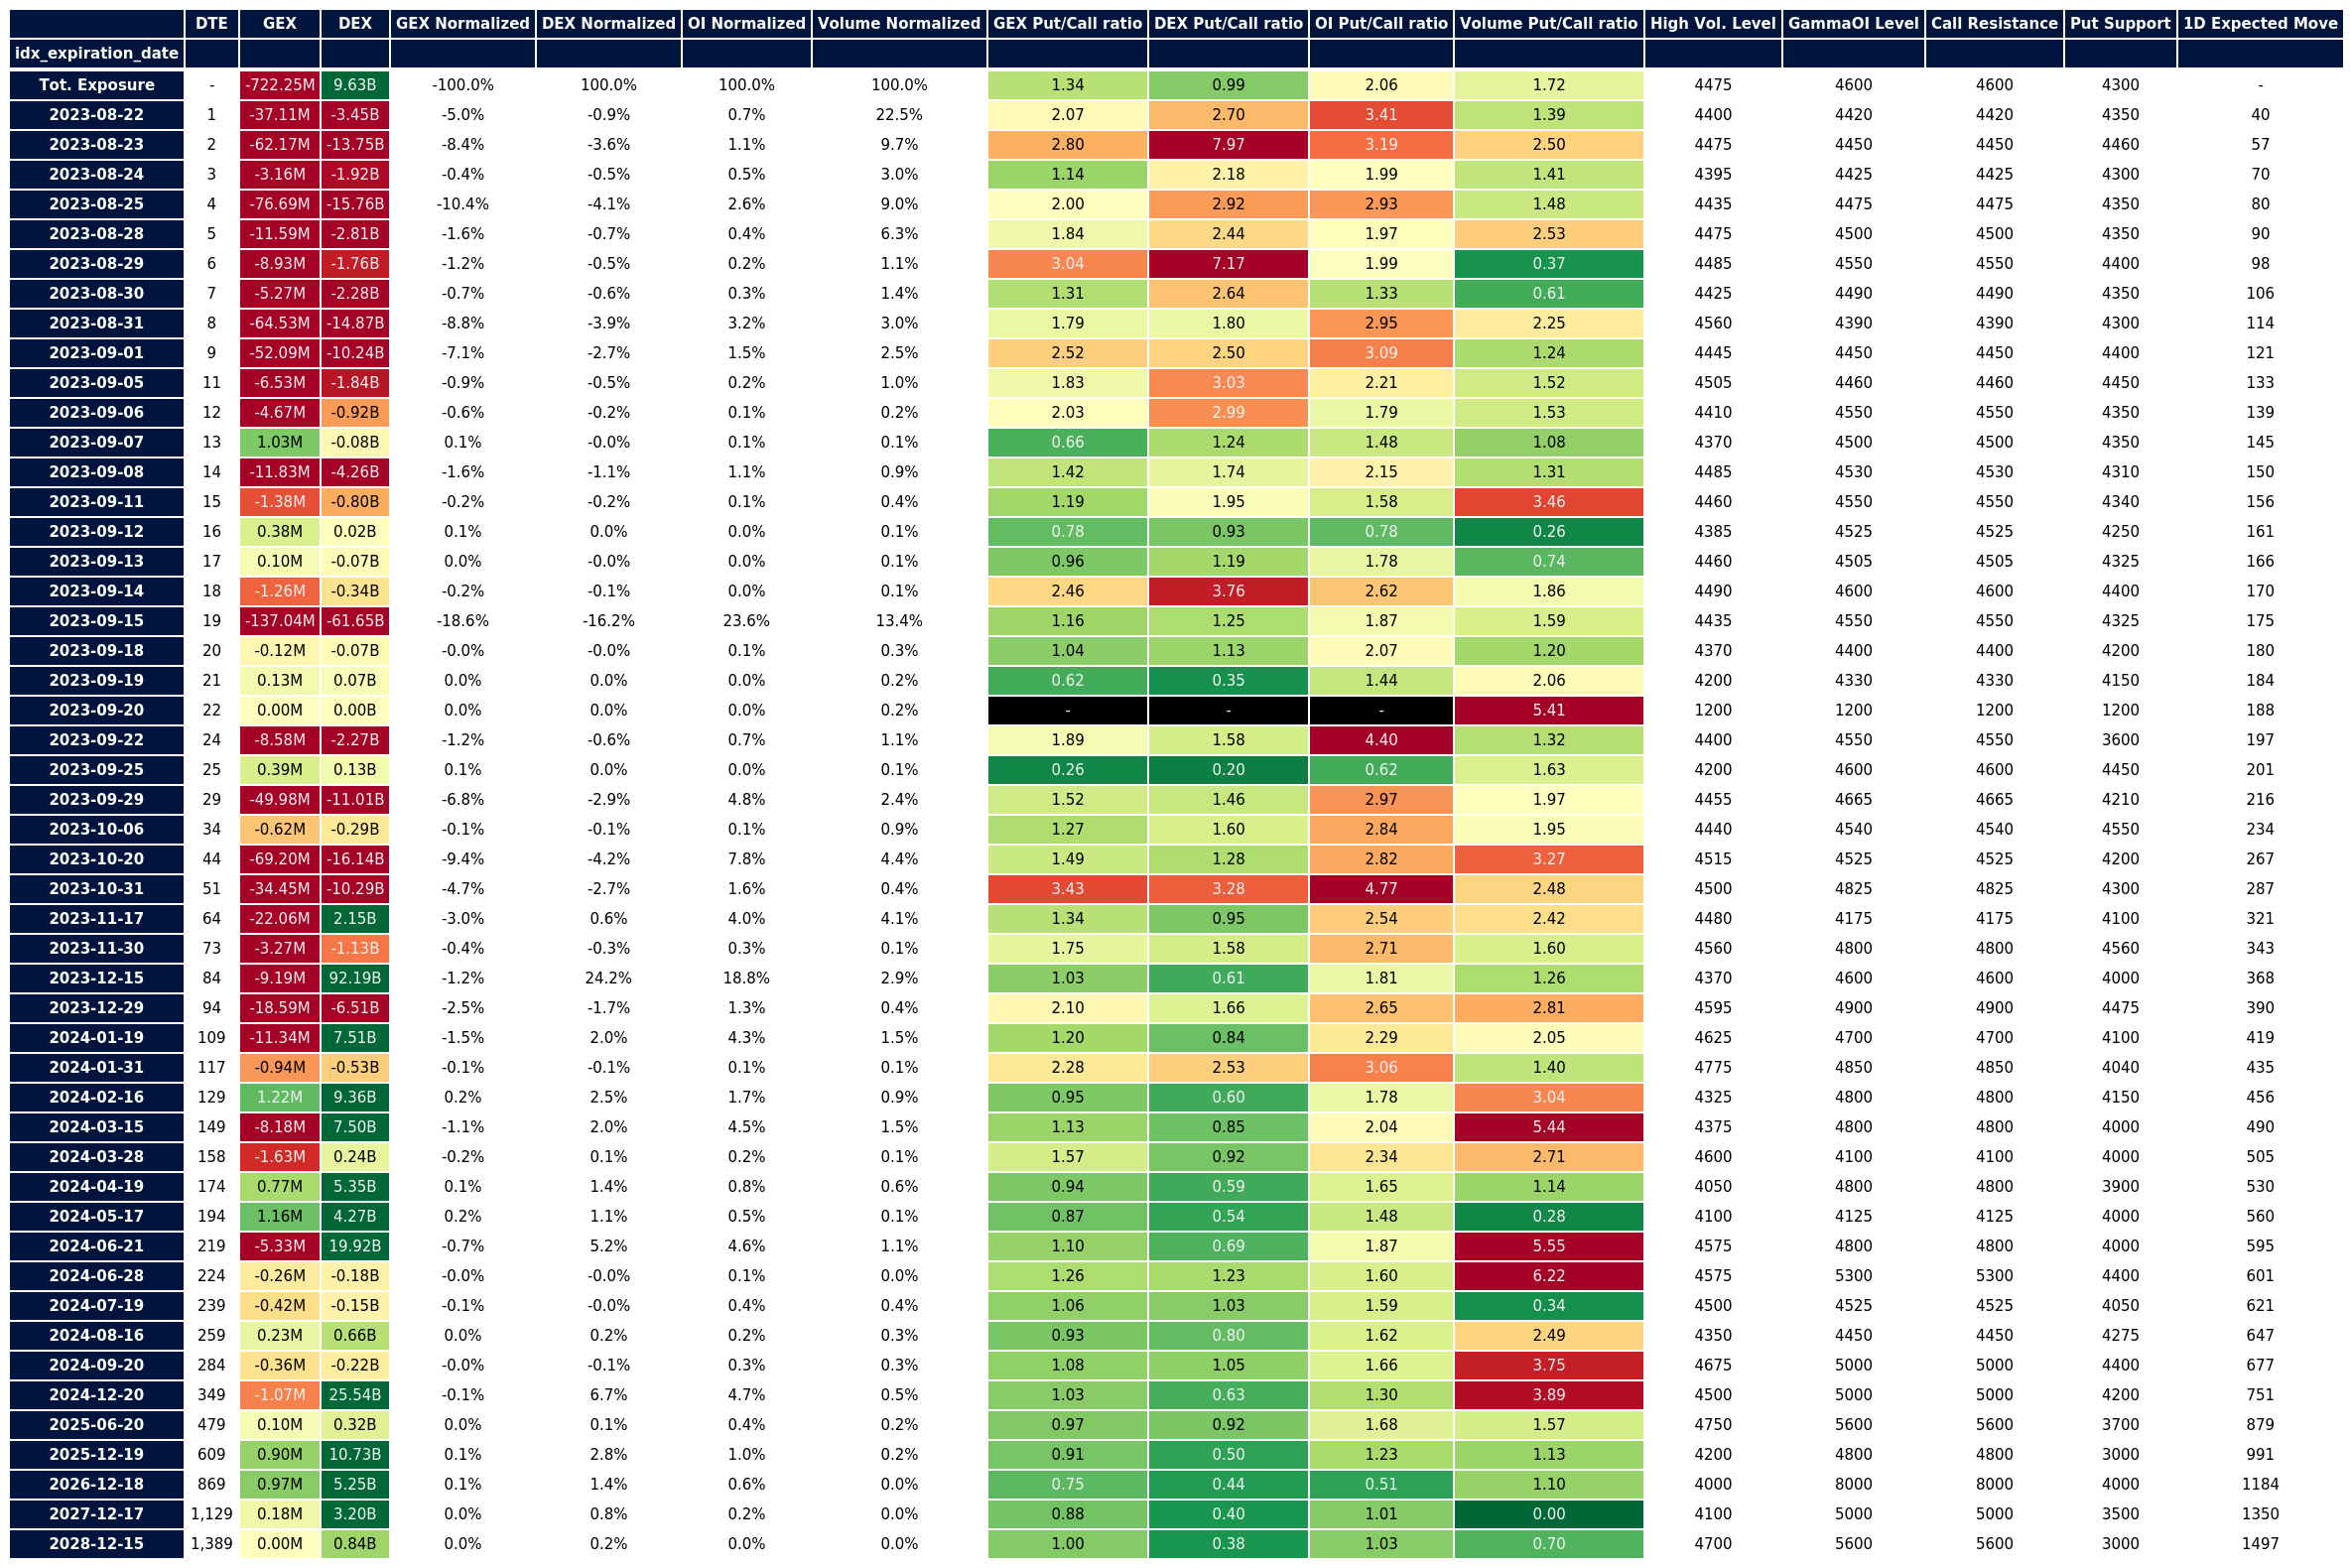 DTE GEX DEX GEX Normalized DEX Normalized OI Normalized Volume Normalized GEX Put/Call ratio DEX Put/Call ratio OI Put/Call ratio Volume Put/Call ratio High Vol. Level GammaOI Level Call Resistance Put Support 1D Expected Move
idx_expiration_date
Tot. Exposure - -722.25M 9.63B -100.0% 100.0% 100.0% 100.0% 1.34 0.99 2.06 1.72 4475 4600 4600 4300 -
2023-08-22 1 -37.11M -3.45B -5.0% -0.9% 0.7% 22.5% 2.07 2.70 3.41 1.39 4400 4420 4420 4350 40
2023-08-23 2 -62.17M -13.75B -8.4% -3.6% 1.1% 9.7% 2.80 7.97 3.19 2.50 4475 4450 4450 4460 57
2023-08-24 3 -3.16M -1.92B -0.4% -0.5% 0.5% 3.0% 1.14 2.18 1.99 1.41 4395 4425 4425 4300 70
2023-08-25 4 -76.69M -15.76B -10.4% -4.1% 2.6% 9.0% 2.00 2.92 2.93 1.48 4435 4475 4475 4350 80
2023-08-28 5 -11.59M -2.81B -1.6% -0.7% 0.4% 6.3% 1.84 2.44 1.97 2.53 4475 4500 4500 4350 90
2023-08-29 6 -8.93M -1.76B -1.2% -0.5% 0.2% 1.1% 3.04 7.17 1.99 0.37 4485 4550 4550 4400 98
2023-08-30 7 -5.27M -2.28B -0.7% -0.6% 0.3% 1.4% 1.31 2.64 1.33 0.61 4425 4490 4490 4350 106
2023-08-31 8 -64.53M -14.87B -8.8% -3.9% 3.2% 3.0% 1.79 1.80 2.95 2.25 4560 4390 4390 4300 114
2023-09-01 9 -52.09M -10.24B -7.1% -2.7% 1.5% 2.5% 2.52 2.50 3.09 1.24 4445 4450 4450 4400 121
2023-09-05 11 -6.53M -1.84B -0.9% -0.5% 0.2% 1.0% 1.83 3.03 2.21 1.52 4505 4460 4460 4450 133
2023-09-06 12 -4.67M -0.92B -0.6% -0.2% 0.1% 0.2% 2.03 2.99 1.79 1.53 4410 4550 4550 4350 139
2023-09-07 13 1.03M -0.08B 0.1% -0.0% 0.1% 0.1% 0.66 1.24 1.48 1.08 4370 4500 4500 4350 145
2023-09-08 14 -11.83M -4.26B -1.6% -1.1% 1.1% 0.9% 1.42 1.74 2.15 1.31 4485 4530 4530 4310 150
2023-09-11 15 -1.38M -0.80B -0.2% -0.2% 0.1% 0.4% 1.19 1.95 1.58 3.46 4460 4550 4550 4340 156
2023-09-12 16 0.38M 0.02B 0.1% 0.0% 0.0% 0.1% 0.78 0.93 0.78 0.26 4385 4525 4525 4250 161
2023-09-13 17 0.10M -0.07B 0.0% -0.0% 0.0% 0.1% 0.96 1.19 1.78 0.74 4460 4505 4505 4325 166
2023-09-14 18 -1.26M -0.34B -0.2% -0.1% 0.0% 0.1% 2.46 3.76 2.62 1.86 4490 4600 4600 4400 170
2023-09-15 19 -137.04M -61.65B -18.6% -16.2% 23.6% 13.4% 1.16 1.25 1.87 1.59 4435 4550 4550 4325 175
2023-09-18 20 -0.12M -0.07B -0.0% -0.0% 0.1% 0.3% 1.04 1.13 2.07 1.20 4370 4400 4400 4200 180
2023-09-19 21 0.13M 0.07B 0.0% 0.0% 0.0% 0.2% 0.62 0.35 1.44 2.06 4200 4330 4330 4150 184
2023-09-20 22 0.00M 0.00B 0.0% 0.0% 0.0% 0.2% - - - 5.41 1200 1200 1200 1200 188
2023-09-22 24 -8.58M -2.27B -1.2% -0.6% 0.7% 1.1% 1.89 1.58 4.40 1.32 4400 4550 4550 3600 197
2023-09-25 25 0.39M 0.13B 0.1% 0.0% 0.0% 0.1% 0.26 0.20 0.62 1.63 4200 4600 4600 4450 201
2023-09-29 29 -49.98M -11.01B -6.8% -2.9% 4.8% 2.4% 1.52 1.46 2.97 1.97 4455 4665 4665 4210 216
2023-10-06 34 -0.62M -0.29B -0.1% -0.1% 0.1% 0.9% 1.27 1.60 2.84 1.95 4440 4540 4540 4550 234
2023-10-20 44 -69.20M -16.14B -9.4% -4.2% 7.8% 4.4% 1.49 1.28 2.82 3.27 4515 4525 4525 4200 267
2023-10-31 51 -34.45M -10.29B -4.7% -2.7% 1.6% 0.4% 3.43 3.28 4.77 2.48 4500 4825 4825 4300 287
2023-11-17 64 -22.06M 2.15B -3.0% 0.6% 4.0% 4.1% 1.34 0.95 2.54 2.42 4480 4175 4175 4100 321
2023-11-30 73 -3.27M -1.13B -0.4% -0.3% 0.3% 0.1% 1.75 1.58 2.71 1.60 4560 4800 4800 4560 343
2023-12-15 84 -9.19M 92.19B -1.2% 24.2% 18.8% 2.9% 1.03 0.61 1.81 1.26 4370 4600 4600 4000 368
2023-12-29 94 -18.59M -6.51B -2.5% -1.7% 1.3% 0.4% 2.10 1.66 2.65 2.81 4595 4900 4900 4475 390
2024-01-19 109 -11.34M 7.51B -1.5% 2.0% 4.3% 1.5% 1.20 0.84 2.29 2.05 4625 4700 4700 4100 419
2024-01-31 117 -0.94M -0.53B -0.1% -0.1% 0.1% 0.1% 2.28 2.53 3.06 1.40 4775 4850 4850 4040 435
2024-02-16 129 1.22M 9.36B 0.2% 2.5% 1.7% 0.9% 0.95 0.60 1.78 3.04 4325 4800 4800 4150 456
2024-03-15 149 -8.18M 7.50B -1.1% 2.0% 4.5% 1.5% 1.13 0.85 2.04 5.44 4375 4800 4800 4000 490
2024-03-28 158 -1.63M 0.24B -0.2% 0.1% 0.2% 0.1% 1.57 0.92 2.34 2.71 4600 4100 4100 4000 505
2024-04-19 174 0.77M 5.35B 0.1% 1.4% 0.8% 0.6% 0.94 0.59 1.65 1.14 4050 4800 4800 3900 530
2024-05-17 194 1.16M 4.27B 0.2% 1.1% 0.5% 0.1% 0.87 0.54 1.48 0.28 4100 4125 4125 4000 560
2024-06-21 219 -5.33M 19.92B -0.7% 5.2% 4.6% 1.1% 1.10 0.69 1.87 5.55 4575 4800 4800 4000 595
2024-06-28 224 -0.26M -0.18B -0.0% -0.0% 0.1% 0.0% 1.26 1.23 1.60 6.22 4575 5300 5300 4400 601
2024-07-19 239 -0.42M -0.15B -0.1% -0.0% 0.4% 0.4% 1.06 1.03 1.59 0.34 4500 4525 4525 4050 621
2024-08-16 259 0.23M 0.66B 0.0% 0.2% 0.2% 0.3% 0.93 0.80 1.62 2.49 4350 4450 4450 4275 647
2024-09-20 284 -0.36M -0.22B -0.0% -0.1% 0.3% 0.3% 1.08 1.05 1.66 3.75 4675 5000 5000 4400 677
2024-12-20 349 -1.07M 25.54B -0.1% 6.7% 4.7% 0.5% 1.03 0.63 1.30 3.89 4500 5000 5000 4200 751
2025-06-20 479 0.10M 0.32B 0.0% 0.1% 0.4% 0.2% 0.97 0.92 1.68 1.57 4750 5600 5600 3700 879
2025-12-19 609 0.90M 10.73B 0.1% 2.8% 1.0% 0.2% 0.91 0.50 1.23 1.13 4200 4800 4800 3000 991
2026-12-18 869 0.97M 5.25B 0.1% 1.4% 0.6% 0.0% 0.75 0.44 0.51 1.10 4000 8000 8000 4000 1184
2027-12-17 1,129 0.18M 3.20B 0.0% 0.8% 0.2% 0.0% 0.88 0.40 1.01 0.00 4100 5000 5000 3500 1350
2028-12-15 1,389 0.00M 0.84B 0.0% 0.2% 0.0% 0.0% 1.00 0.38 1.03 0.70 4700 5600 5600 3000 1497